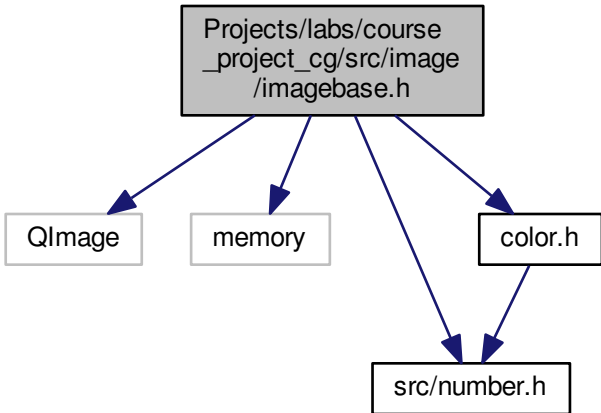 Projects/labs/course
_project_cg/src/image
/imagebase.h
QImage
memory
color.h
src/number.h